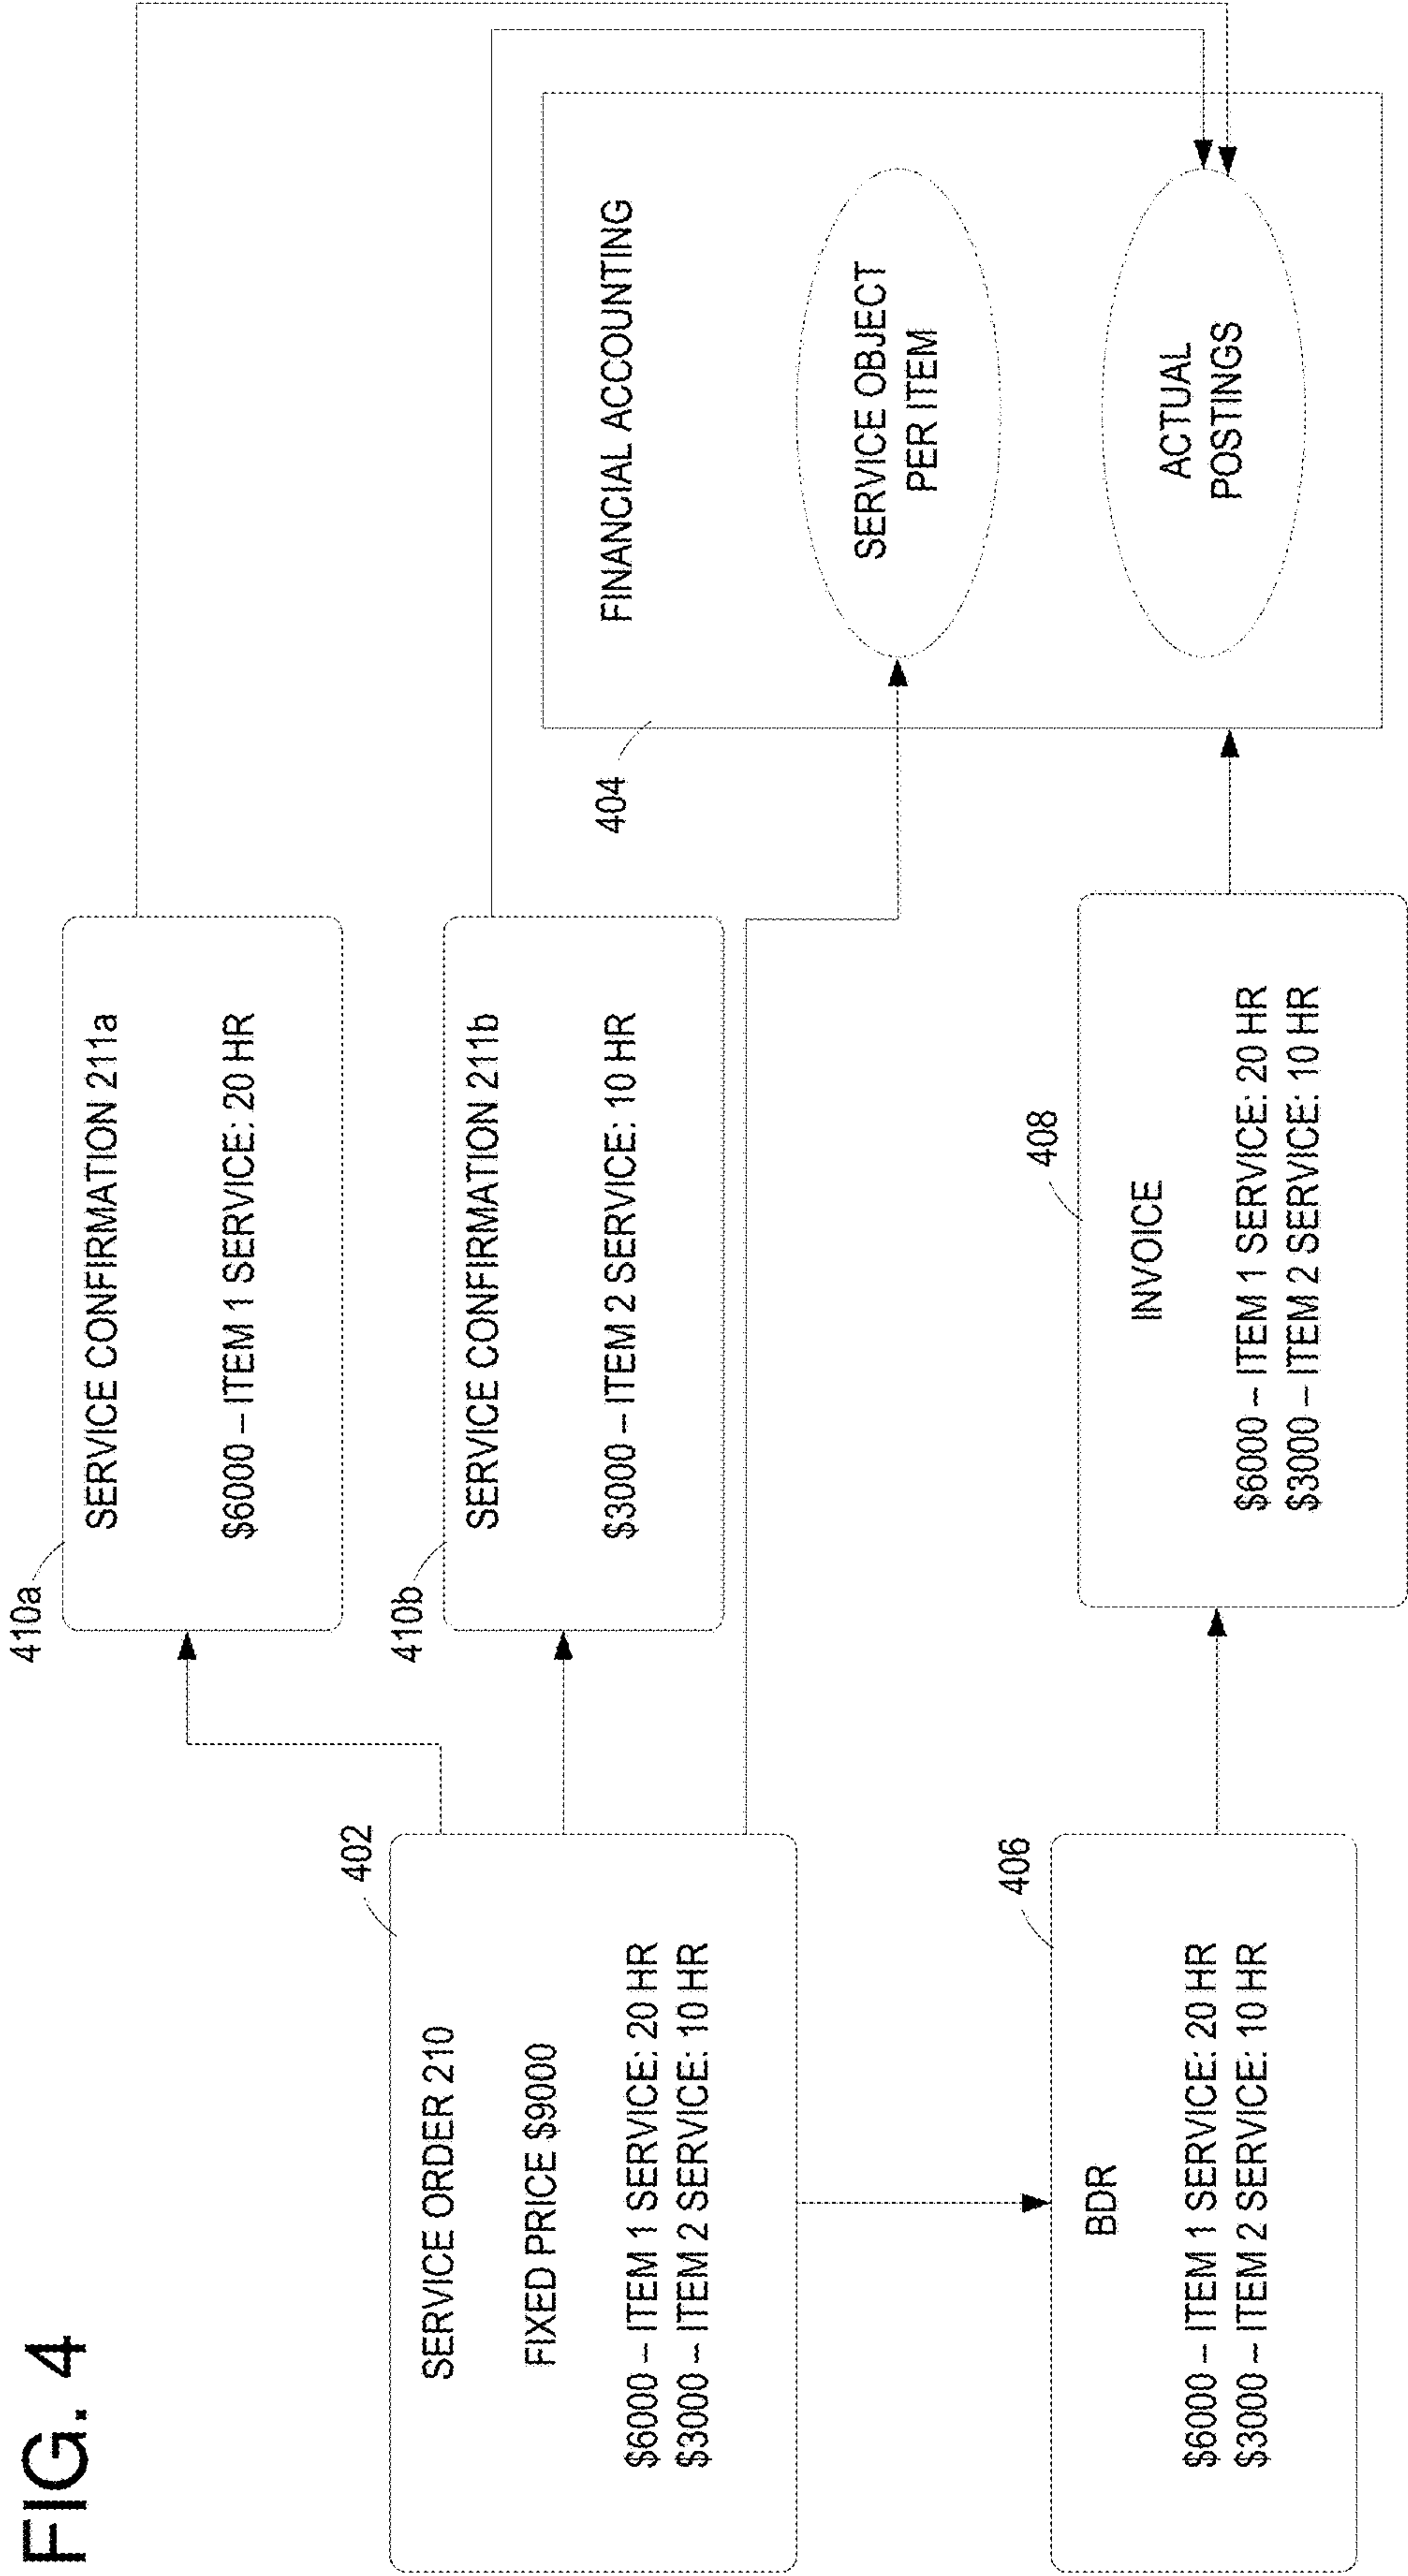 FIG. 4
410a
SERVICE CONFIRMATION 211a
$6000 – ITEM 1 SERVICE: 20 HR
402
SERVICE ORDER 210
FIXED PRICE $9000
$6000 – ITEM 1 SERVICE: 20 HR
$3000 – ITEM 2 SERVICE: 10 HR
410b
SERVICE CONFIRMATION 211b
$3000 – ITEM 2 SERVICE: 10 HR
404
FINANCIAL ACCOUNTING
SERVICE OBJECT
PER ITEM
ACTUAL
POSTINGS
406
BDR
$6000 – ITEM 1 SERVICE: 20 HR
$3000 – ITEM 2 SERVICE: 10 HR
408
INVOICE
$6000 – ITEM 1 SERVICE: 20 HR
$3000 – ITEM 2 SERVICE: 10 HR